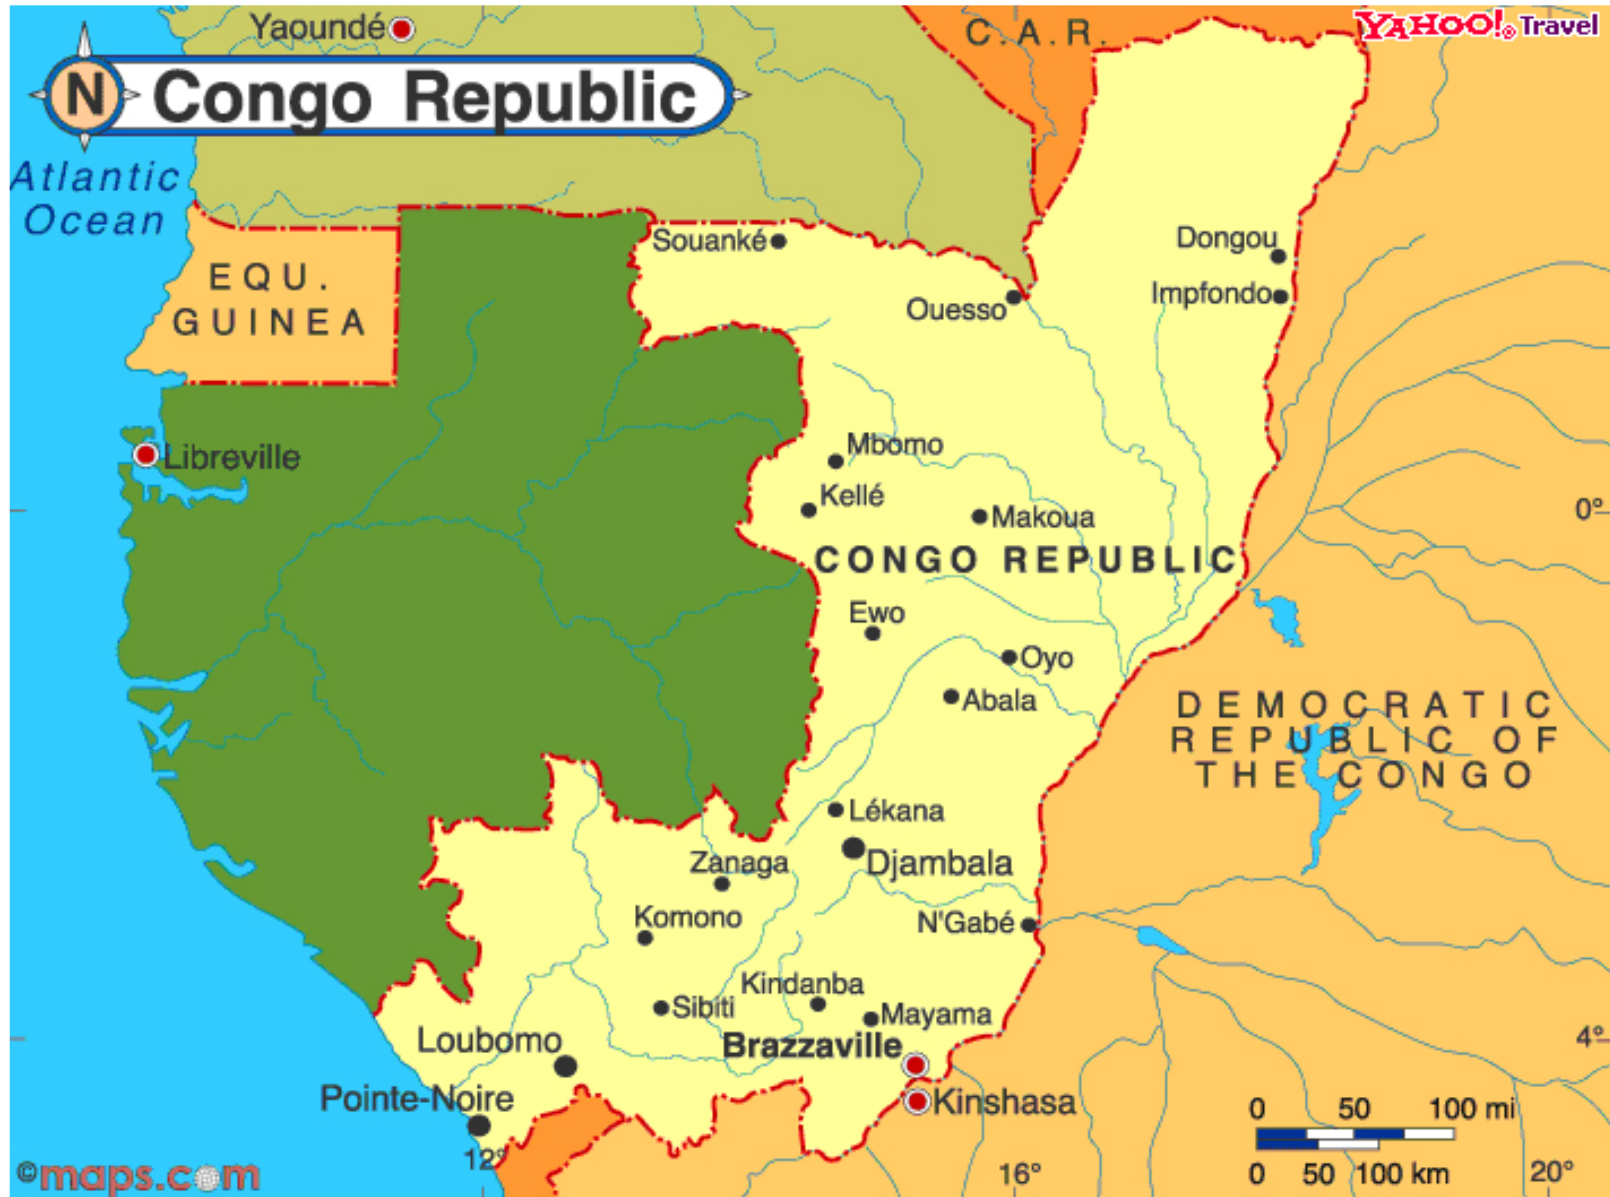 Yaoundé
C.A.R.
YAHOO! Travel
N
Congo Republic
Atlantic
Ocean
EQU.
GUINEA
Souanké
Dongou
Ouesso
Impfondo
Libreville
Mbomo
Kellé
Makoua
0°
CONGO REPUBLIC
Ewo
Oyo
Abala
DEMOCRATIC
REPUBLIC OF
THE CONGO
Lékana
Djambala
Zanaga
Komono
N'Gabé
Kindanba
Sibiti
Mayama
Loubomo
Brazzaville
4°
Pointe-Noire
Kinshasa
0 50 100 mi
0 50 100 km
12°
16°
20°
©maps.com